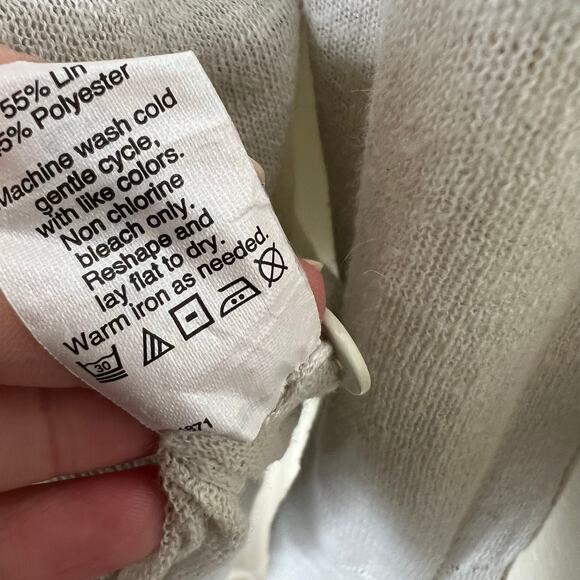 55% Lin
5% Polyester
Machine wash cold
gentle cycle,
with like colors.
Non chlorine
bleach only.
Reshape and
lay flat to dry.
Warm iron as needed.
30
871